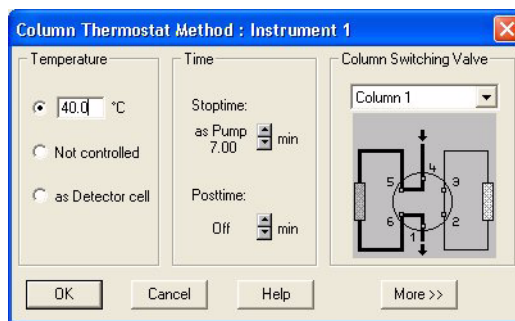 Column Thermostat Method : Instrument 1
Temperature
40.0 °C
Not controlled
as Detector cell
Time
Stoptime:
as Pump
7.00 min
Posttime:
Off min
Column Switching Valve
Column 1
4
5 3
6 2
1
OK Cancel Help More >>